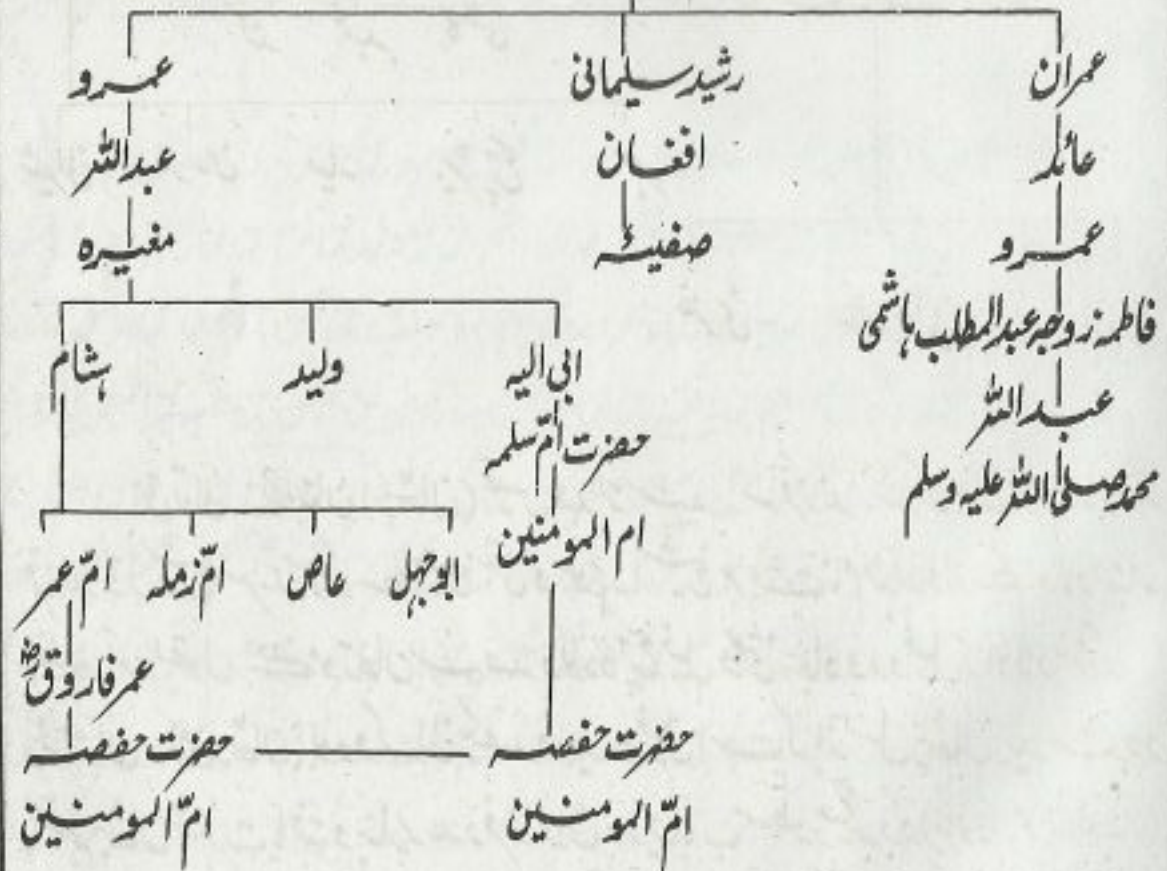 عمران رشید سلیمانی عمرو
عائد افغان عبداللہ
عمرو صفیہ مغیرہ
فاطمہ زوجہ عبدالمطلب ہاشمی
ابی الیہ ولید ہشام
عبداللہ
حضرت امّ سلمہ
محمد صلی اللہ علیہ وسلم
ام المومنین
ابوجہل عاص امّ زملہ امّ عمر
عمر فاروقؓ
حضرت حفصہ حضرت حفصہ
امّ المومنین امّ المومنین